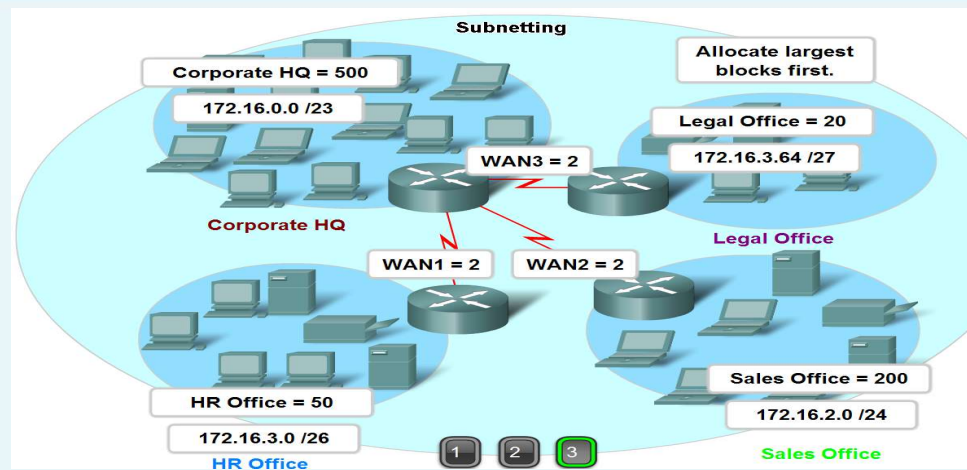 Subnetting
Corporate HQ = 500
172.16.0.0 /23
Allocate largest
blocks first.
Legal Office = 20
172.16.3.64 /27
WAN3 = 2
Corporate HQ
Legal Office
WAN1 = 2
WAN2 = 2
HR Office = 50
172.16.3.0 /26
HR Office
Sales Office = 200
172.16.2.0 /24
Sales Office
1
2
3